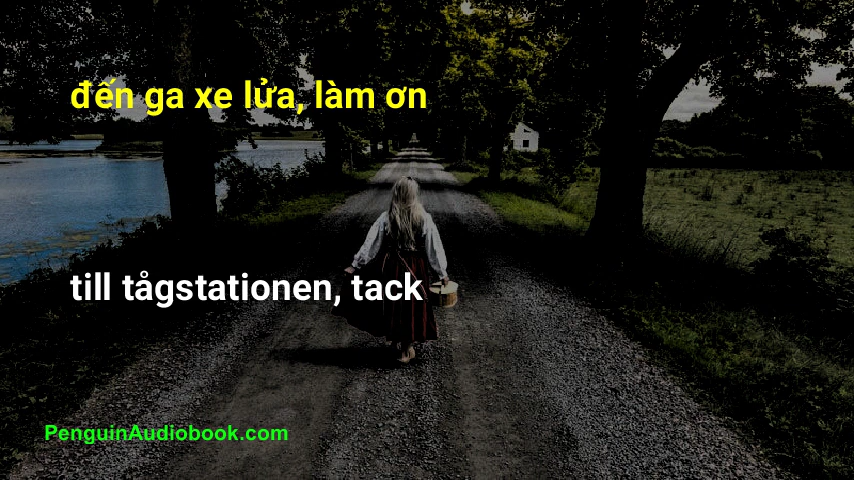 đến ga xe lửa, làm ơn
till tågstationen, tack
PenguinAudiobook.com